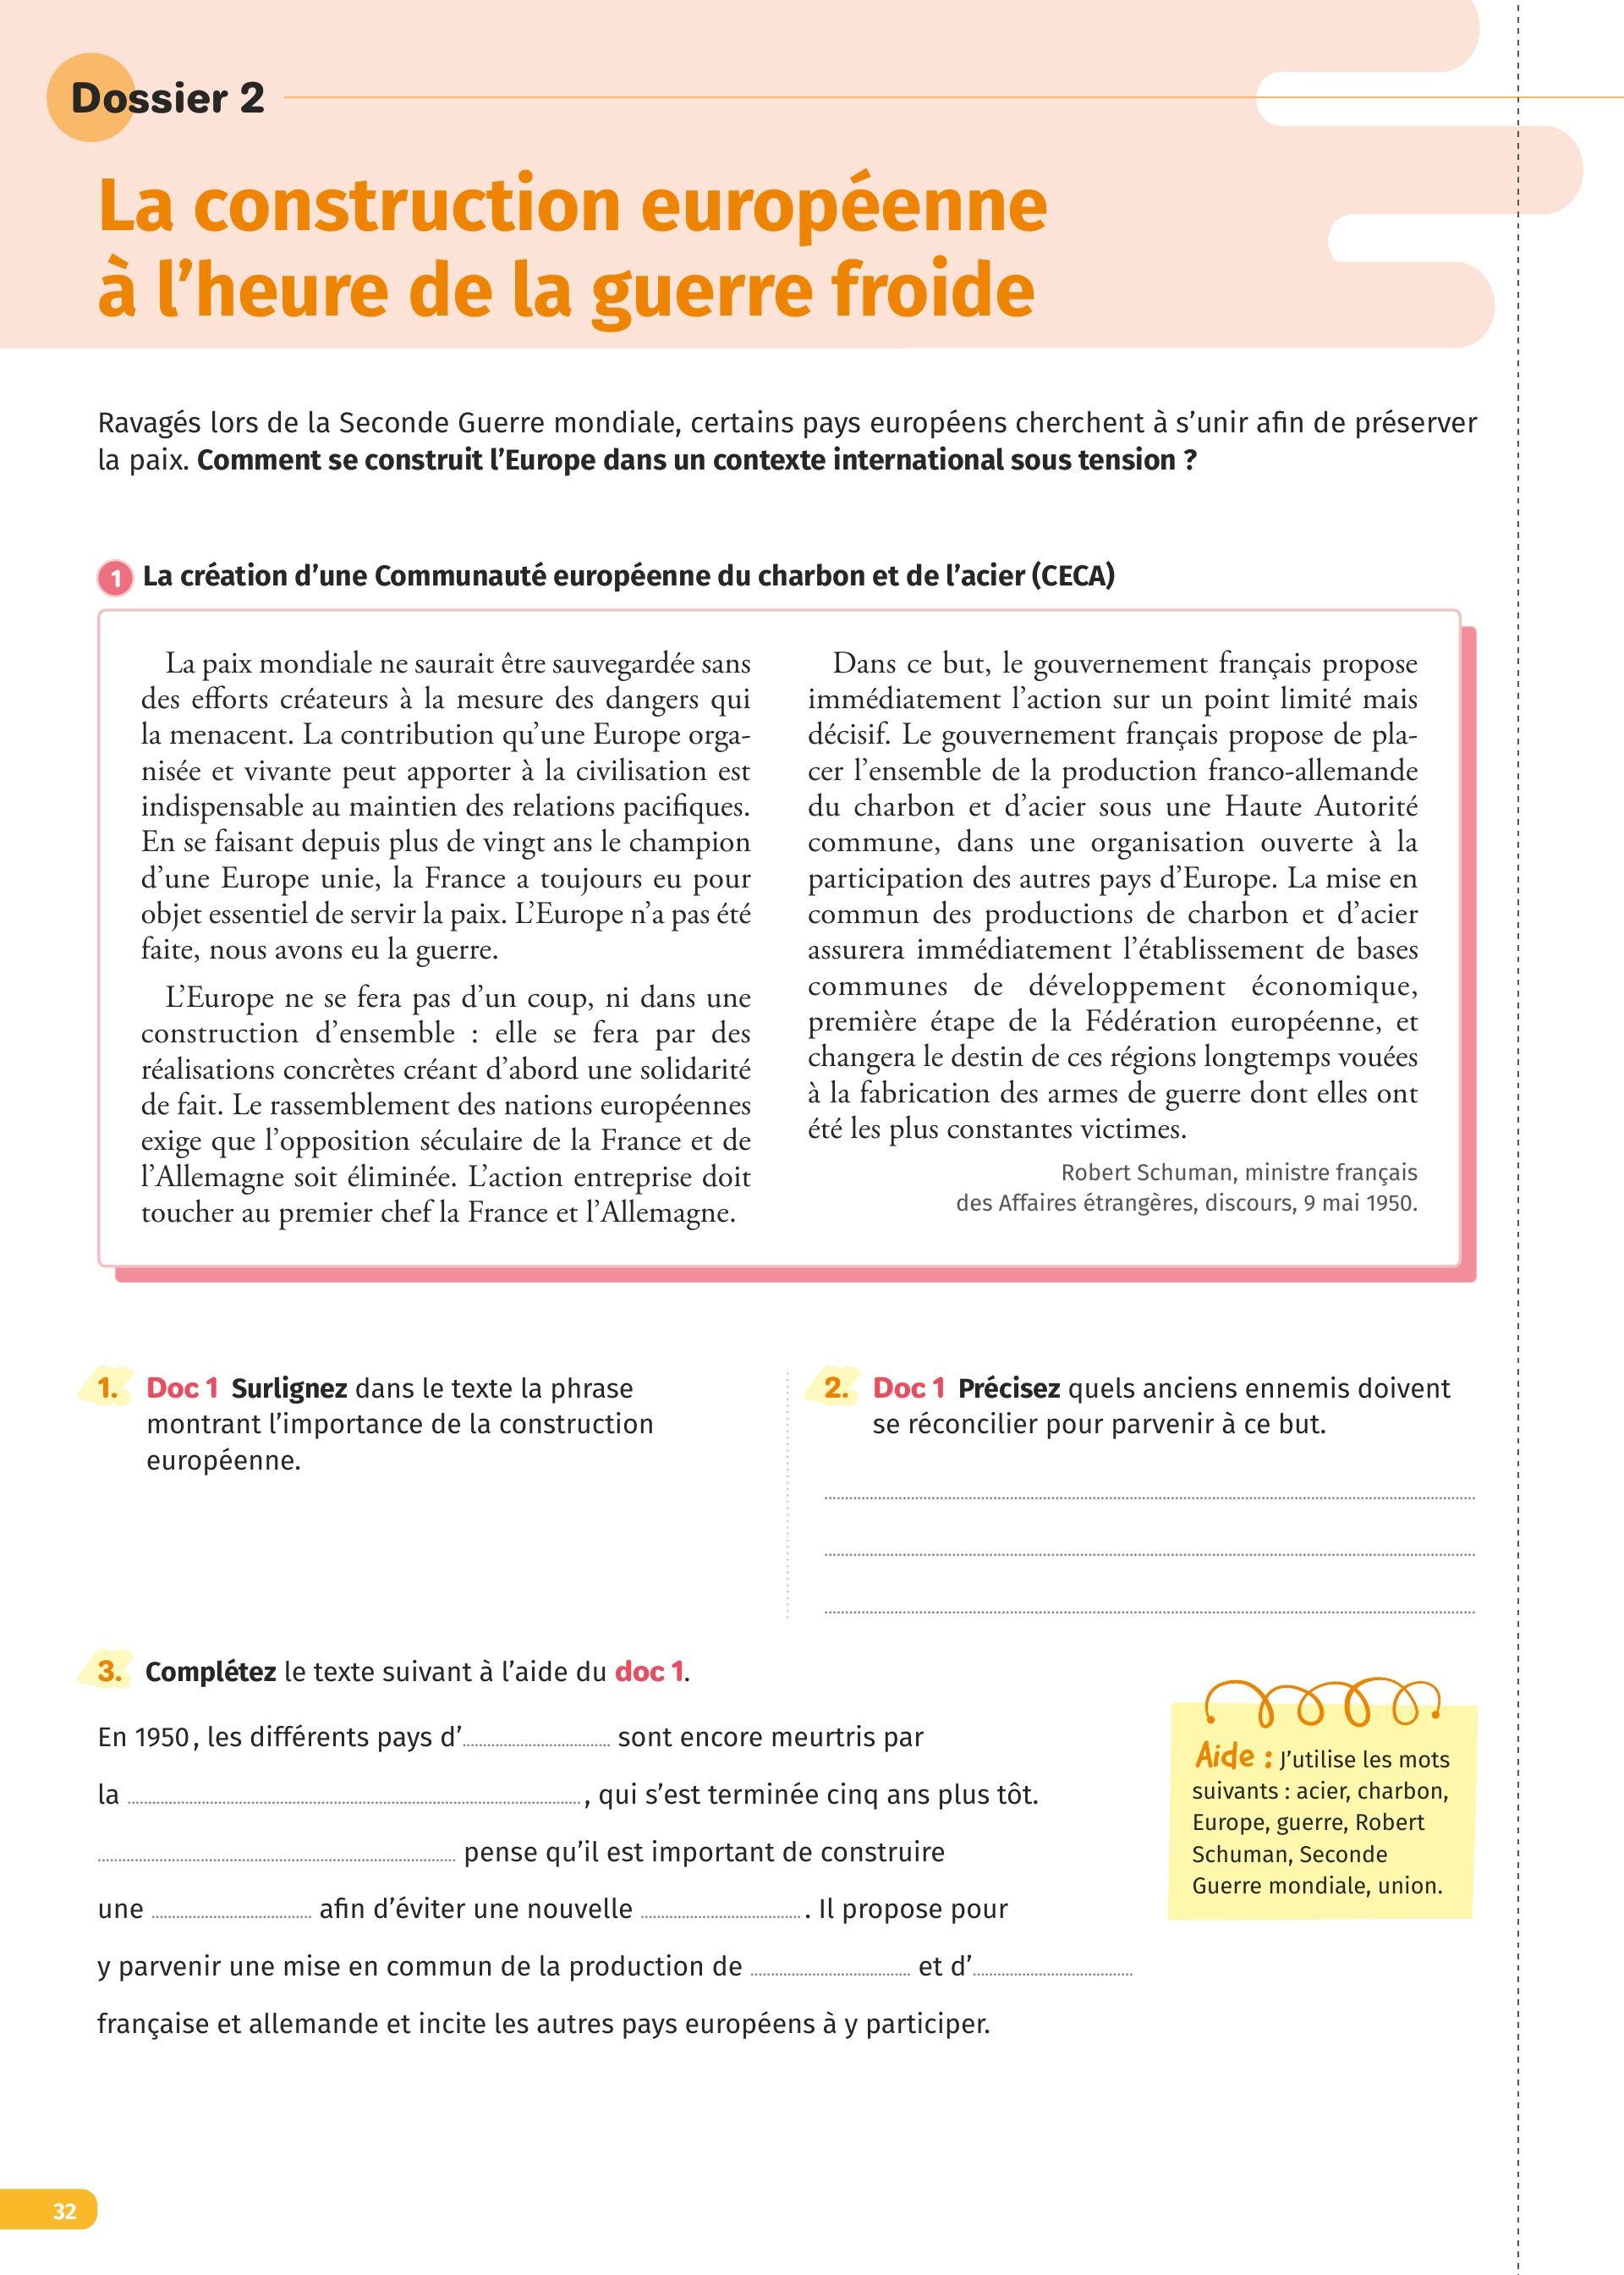 Dossier 2
La construction européenne
à l’heure de la guerre froide
Ravagés lors de la Seconde Guerre mondiale, certains pays européens cherchent à s’unir afin de préserver
la paix. Comment se construit l’Europe dans un contexte international sous tension ?
1 La création d’une Communauté européenne du charbon et de l’acier (CECA)
La paix mondiale ne saurait être sauvegardée sans
des efforts créateurs à la mesure des dangers qui
la menacent. La contribution qu’une Europe orga-
nisée et vivante peut apporter à la civilisation est
indispensable au maintien des relations pacifiques.
En se faisant depuis plus de vingt ans le champion
d’une Europe unie, la France a toujours eu pour
objet essentiel de servir la paix. L’Europe n’a pas été
faite, nous avons eu la guerre.
L’Europe ne se fera pas d’un coup, ni dans une
construction d’ensemble : elle se fera par des
réalisations concrètes créant d’abord une solidarité
de fait. Le rassemblement des nations européennes
exige que l’opposition séculaire de la France et de
l’Allemagne soit éliminée. L’action entreprise doit
toucher au premier chef la France et l’Allemagne.
Dans ce but, le gouvernement français propose
immédiatement l’action sur un point limité mais
décisif. Le gouvernement français propose de pla-
cer l’ensemble de la production franco-allemande
du charbon et d’acier sous une Haute Autorité
commune, dans une organisation ouverte à la
participation des autres pays d’Europe. La mise en
commun des productions de charbon et d’acier
assurera immédiatement l’établissement de bases
communes de développement économique,
première étape de la Fédération européenne, et
changera le destin de ces régions longtemps vouées
à la fabrication des armes de guerre dont elles ont
été les plus constantes victimes.
Robert Schuman, ministre français
des Affaires étrangères, discours, 9 mai 1950.
1. Doc 1 Surlignez dans le texte la phrase
montrant l’importance de la construction
européenne.
2. Doc 1 Précisez quels anciens ennemis doivent
se réconcilier pour parvenir à ce but.
3. Complétez le texte suivant à l’aide du doc 1.
En 1950, les différents pays d’ sont encore meurtris par
la , qui s’est terminée cinq ans plus tôt.
pense qu’il est important de construire
une afin d’éviter une nouvelle . Il propose pour
y parvenir une mise en commun de la production de et d’
française et allemande et incite les autres pays européens à y participer.
Aide : J’utilise les mots
suivants : acier, charbon,
Europe, guerre, Robert
Schuman, Seconde
Guerre mondiale, union.
32